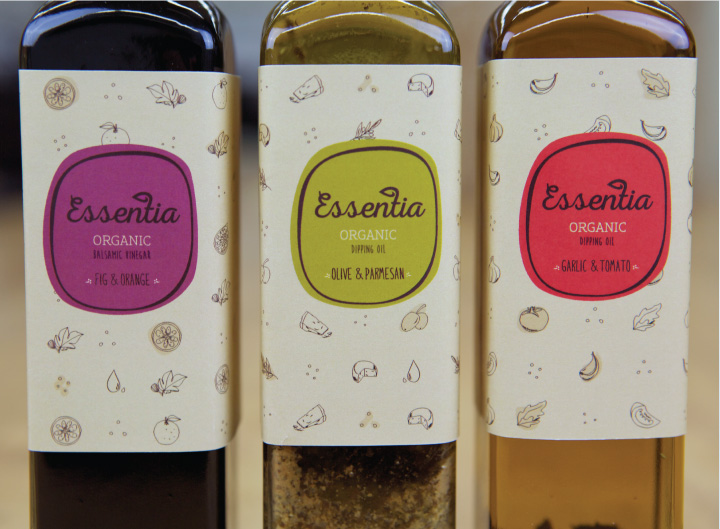 Essentia
ORGANIC
BALSAMIC VINEGAR
FIG & ORANGE
Essentia
ORGANIC
DIPPING OIL
OLIVE & PARMESAN
Essentia
ORGANIC
DIPPING OIL
GARLIC & TOMATO